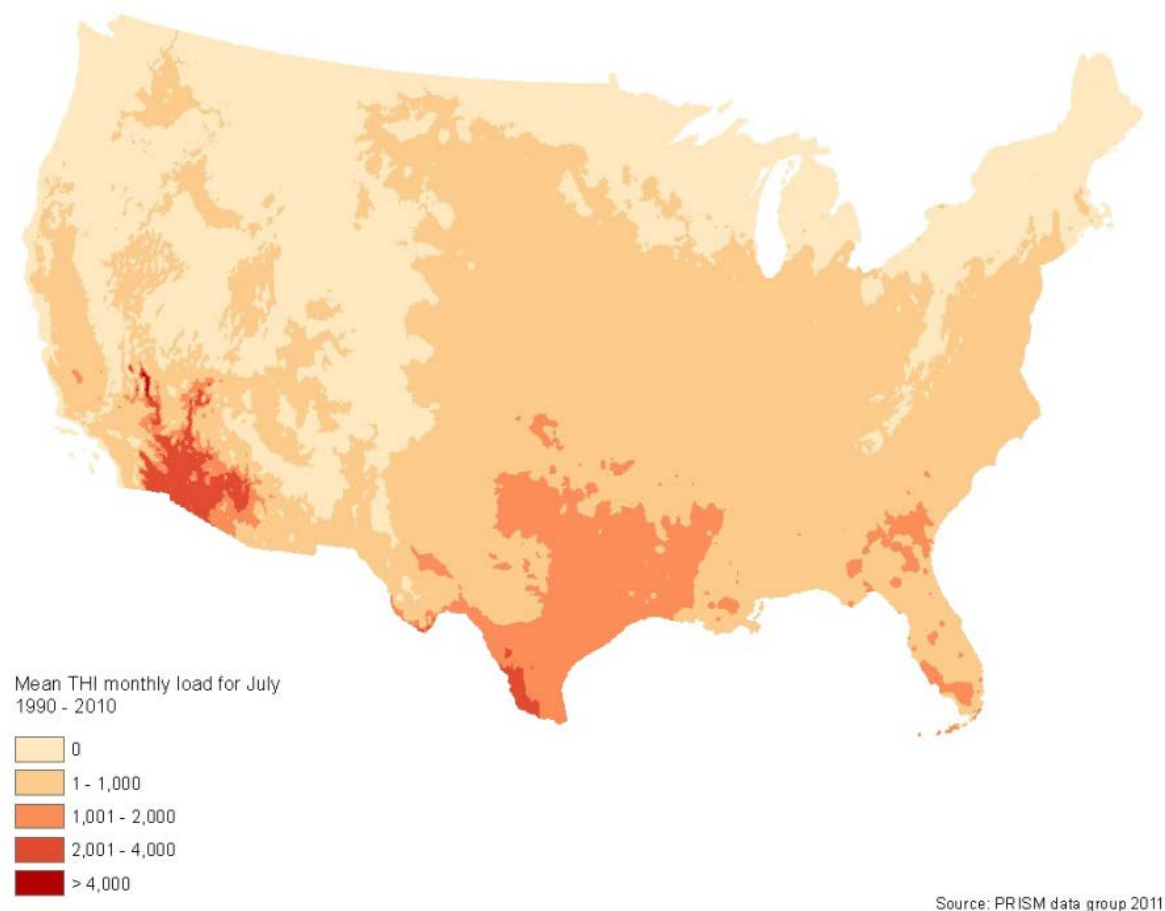 Mean THI monthly load for July
1990 - 2010
0
1 - 1,000
1,001 - 2,000
2,001 - 4,000
> 4,000
Source: PRISM data group 2011